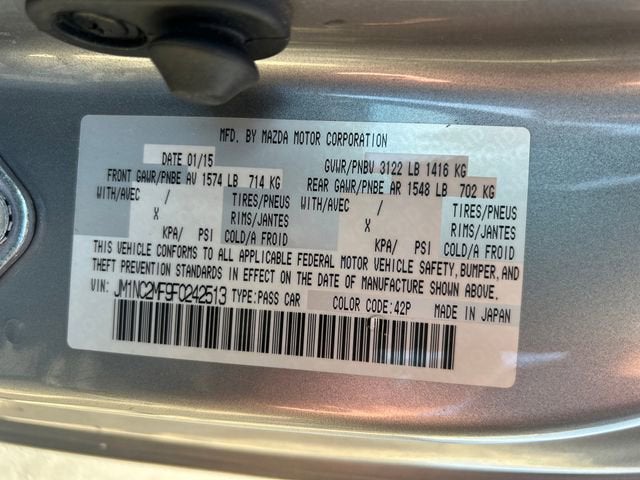 MFD. BY MAZDA MOTOR CORPORATION
DATE 01/15 GVWR/PNBV 3122 LB 1416 KG
FRONT GAWR/PNBE AV 1574 LB 714 KG REAR GAWR/PNBE AR 1548 LB 702 KG
WITH/AVEC / TIRES/PNEUS WITH/AVEC / TIRES/PNEUS
X RIMS/JANTES X RIMS/JANTES
KPA/ PSI COLD/A FROID KPA/ PSI COLD/A FROID
THIS VEHICLE CONFORMS TO ALL APPLICABLE FEDERAL MOTOR VEHICLE SAFETY, BUMPER, AND
THEFT PREVENTION STANDARDS IN EFFECT ON THE DATE OF MANUFACTURE SHOWN ABOVE.
VIN: JM1NC2MF9F0242513 TYPE:PASS CAR COLOR CODE:42P MADE IN JAPAN